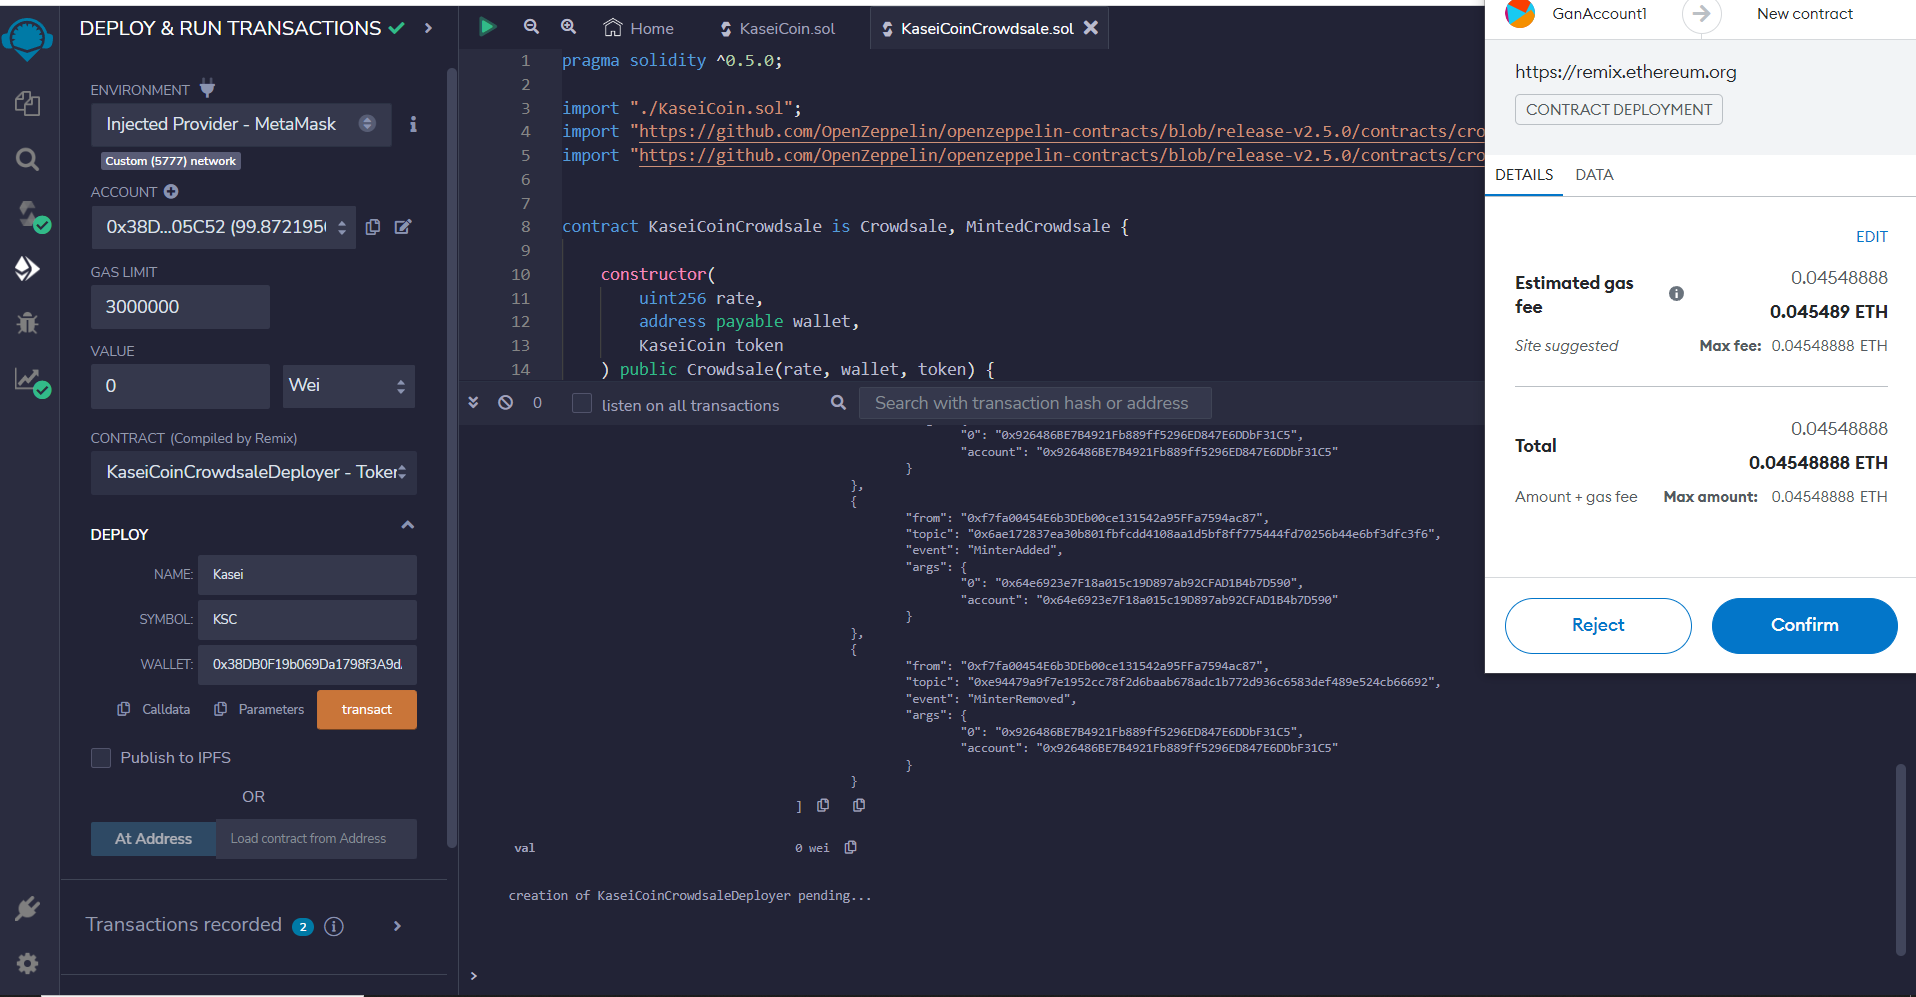 DEPLOY & RUN TRANSACTIONS
ENVIRONMENT
Injected Provider - MetaMask
Custom (5777) network
ACCOUNT
0x38D...05C52 (99.872195
GAS LIMIT
3000000
VALUE
0
Wei
CONTRACT (Compiled by Remix)
KaseiCoinCrowdsaleDeployer - Token
DEPLOY
NAME: Kasei
SYMBOL: KSC
WALLET: 0x38DB0F19b069Da1798f3A9d
Calldata
Parameters
transact
Publish to IPFS
OR
At Address
Load contract from Address
Transactions recorded 2
Home
KaseiCoin.sol
KaseiCoinCrowdsale.sol
1 pragma solidity ^0.5.0;
2
3 import "./KaseiCoin.sol";
4 import "https://github.com/OpenZeppelin/openzeppelin-contracts/blob/release-v2.5.0/contracts/cro
5 import "https://github.com/OpenZeppelin/openzeppelin-contracts/blob/release-v2.5.0/contracts/cro
6
7
8 contract KaseiCoinCrowdsale is Crowdsale, MintedCrowdsale {
9
10 constructor(
11 uint256 rate,
12 address payable wallet,
13 KaseiCoin token
14 ) public Crowdsale(rate, wallet, token) {
0
listen on all transactions
Search with transaction hash or address
"0": "0x926486BE7B4921Fb889ff5296ED847E6DDbF31C5",
"account": "0x926486BE7B4921Fb889ff5296ED847E6DDbF31C5"
}
},
{
"from": "0xf7fa00454E6b3DEb00ce131542a95FFa7594ac87",
"topic": "0x6ae172837ea30b801fbfcdd4108aa1d5bf8ff775444fd70256b44e6bf3dfc3f6",
"event": "MinterAdded",
"args": {
"0": "0x64e6923e7F18a015c19D897ab92CFAD1B4b7D590",
"account": "0x64e6923e7F18a015c19D897ab92CFAD1B4b7D590"
}
},
{
"from": "0xf7fa00454E6b3DEb00ce131542a95FFa7594ac87",
"topic": "0xe94479a9f7e1952cc78f2d6baab678adc1b772d936c6583def489e524cb66692",
"event": "MinterRemoved",
"args": {
"0": "0x926486BE7B4921Fb889ff5296ED847E6DDbF31C5",
"account": "0x926486BE7B4921Fb889ff5296ED847E6DDbF31C5"
}
}
]
val 0 wei
creation of KaseiCoinCrowdsaleDeployer pending...
>
GanAccount1
New contract
https://remix.ethereum.org
CONTRACT DEPLOYMENT
DETAILS
DATA
EDIT
Estimated gas fee
0.04548888
0.045489 ETH
Site suggested
Max fee: 0.04548888 ETH
Total
0.04548888
0.04548888 ETH
Amount + gas fee
Max amount: 0.04548888 ETH
Reject
Confirm